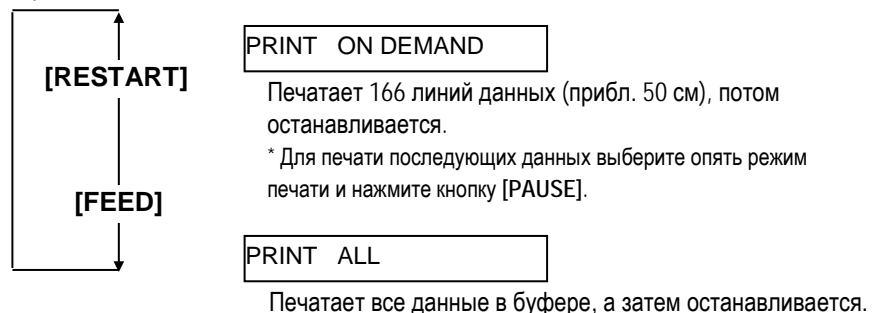 PRINT ON DEMAND
[RESTART]
Печатает 166 линий данных (прибл. 50 см), потом
останавливается.
* Для печати последующих данных выберите опять режим
печати и нажмите кнопку [PAUSE].
[FEED]
PRINT ALL
Печатает все данные в буфере, а затем останавливается.